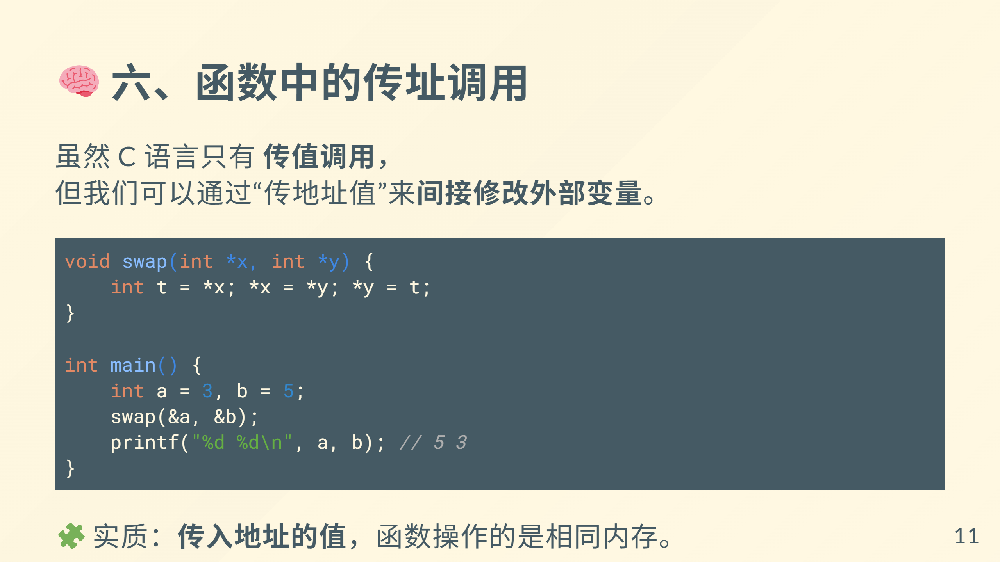 🧠 六、函数中的传址调用
虽然 C 语言只有 传值调用，
但我们可以通过“传地址值”来间接修改外部变量。
void swap(int *x, int *y) {
    int t = *x; *x = *y; *y = t;
}
int main() {
    int a = 3, b = 5;
    swap(&a, &b);
    printf("%d %d\n", a, b); // 5 3
}
🧩 实质：传入地址的值，函数操作的是相同内存。
11